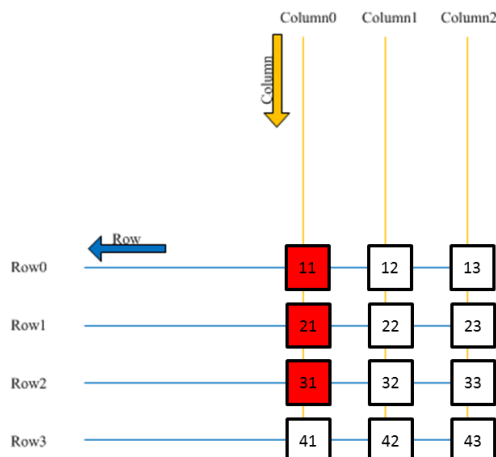 Column0 Column1 Column2
Column
Row
Row0 11 12 13
Row1 21 22 23
Row2 31 32 33
Row3 41 42 43